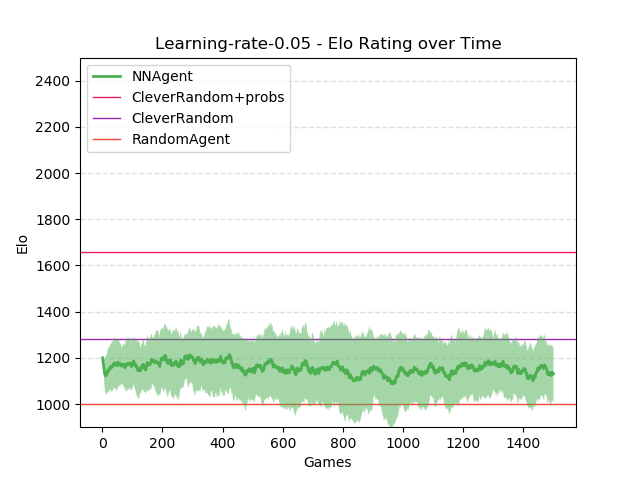 Learning-rate-0.05 - Elo Rating over Time
NNAgent
CleverRandom+probs
CleverRandom
RandomAgent
2400
2200
2000
1800
1600
1400
1200
1000
Elo
0
200
400
600
800
1000
1200
1400
Games